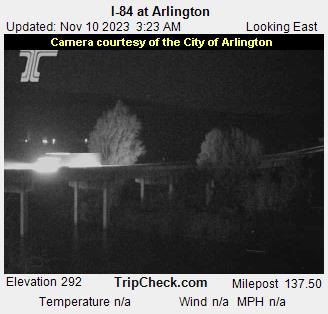 I-84 at Arlington
Updated: Nov 10 2023 3:23 AM Looking East
Camera courtesy of the City of Arlington
Elevation 292 TripCheck.com Milepost 137.50
Temperature n/a Wind n/a MPH n/a